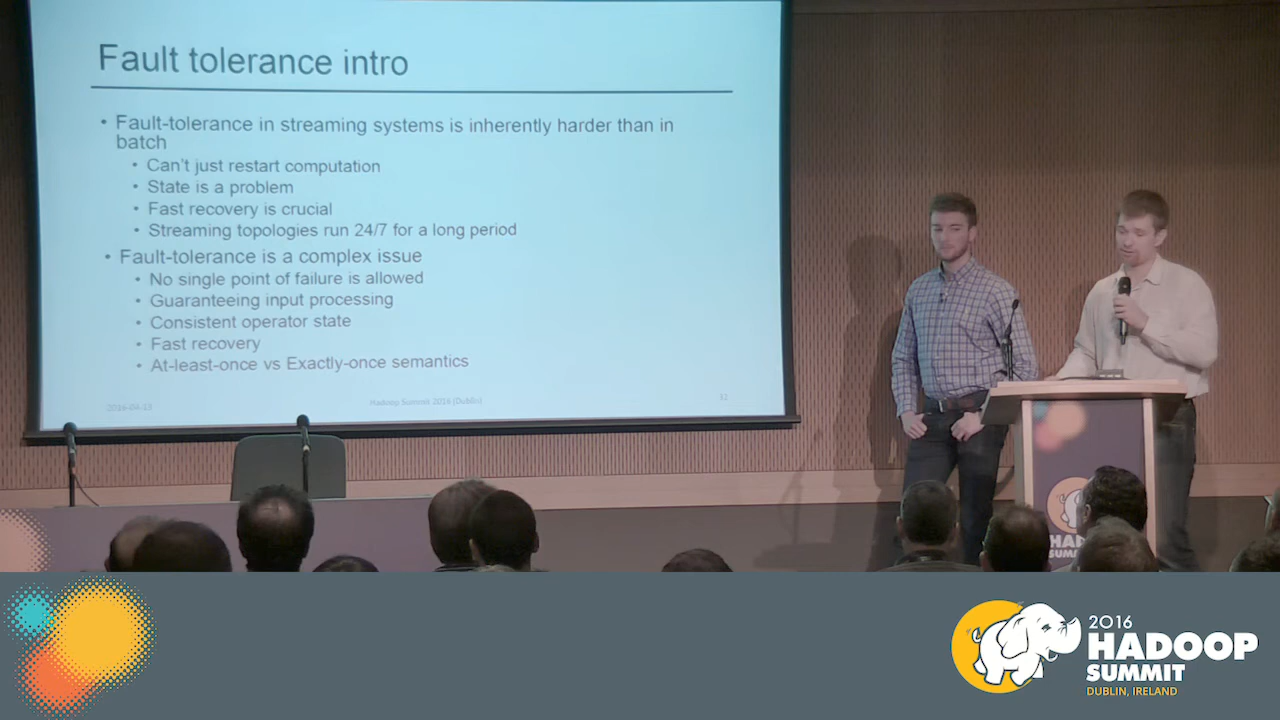 Fault tolerance intro
• Fault-tolerance in streaming systems is inherently harder than in
batch
• Can't just restart computation
• State is a problem
• Fast recovery is crucial
• Streaming topologies run 24/7 for a long period
• Fault-tolerance is a complex issue
• No single point of failure is allowed
• Guaranteeing input processing
• Consistent operator state
• Fast recovery
• At-least-once vs Exactly-once semantics
2016-04-13
Hadoop Summit 2016 (Dublin)
2016
HADOOP
SUMMIT
DUBLIN, IRELAND